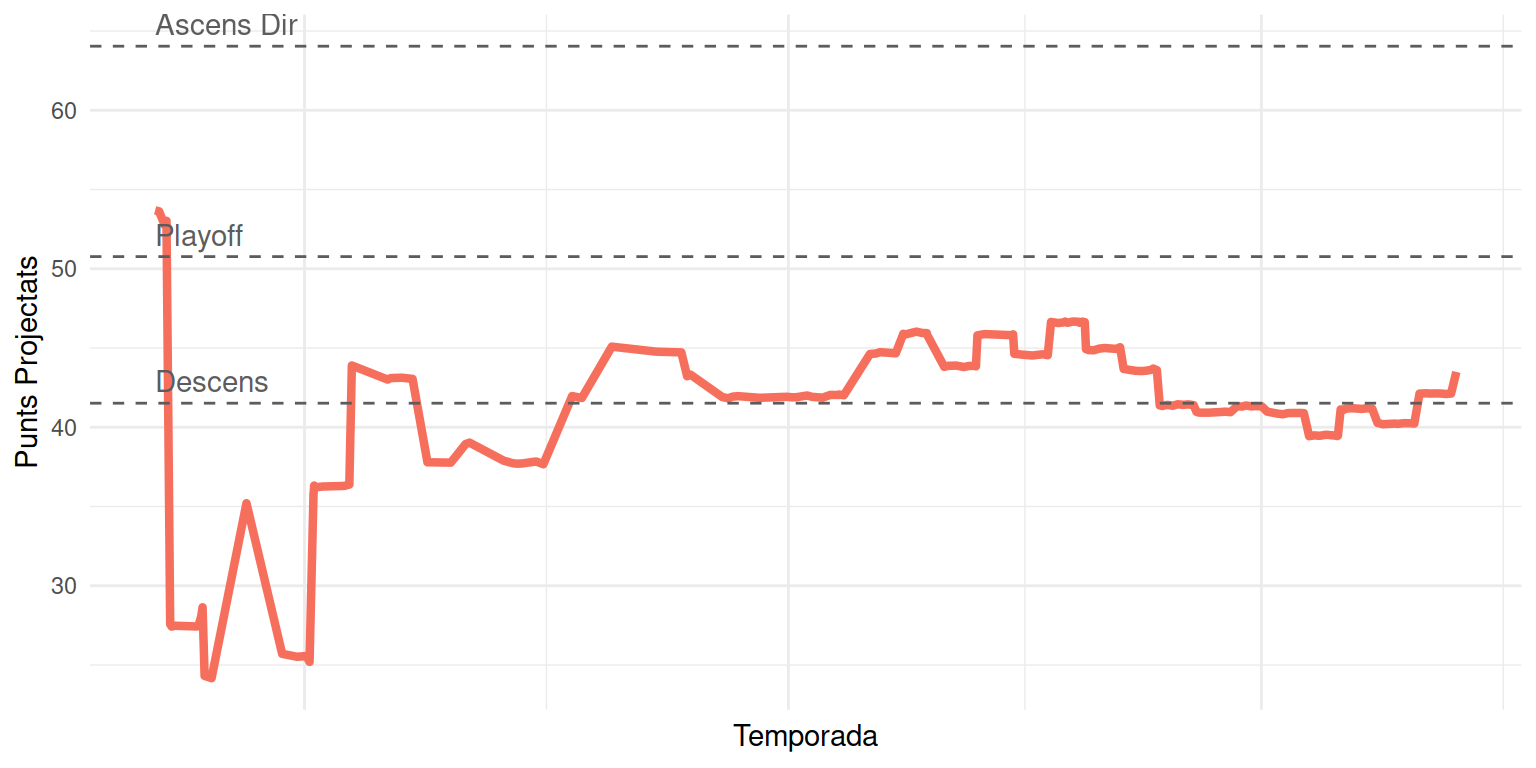 Ascens Dir
60
Playoff
50
Descens
40
30
Punts Projectats
Temporada